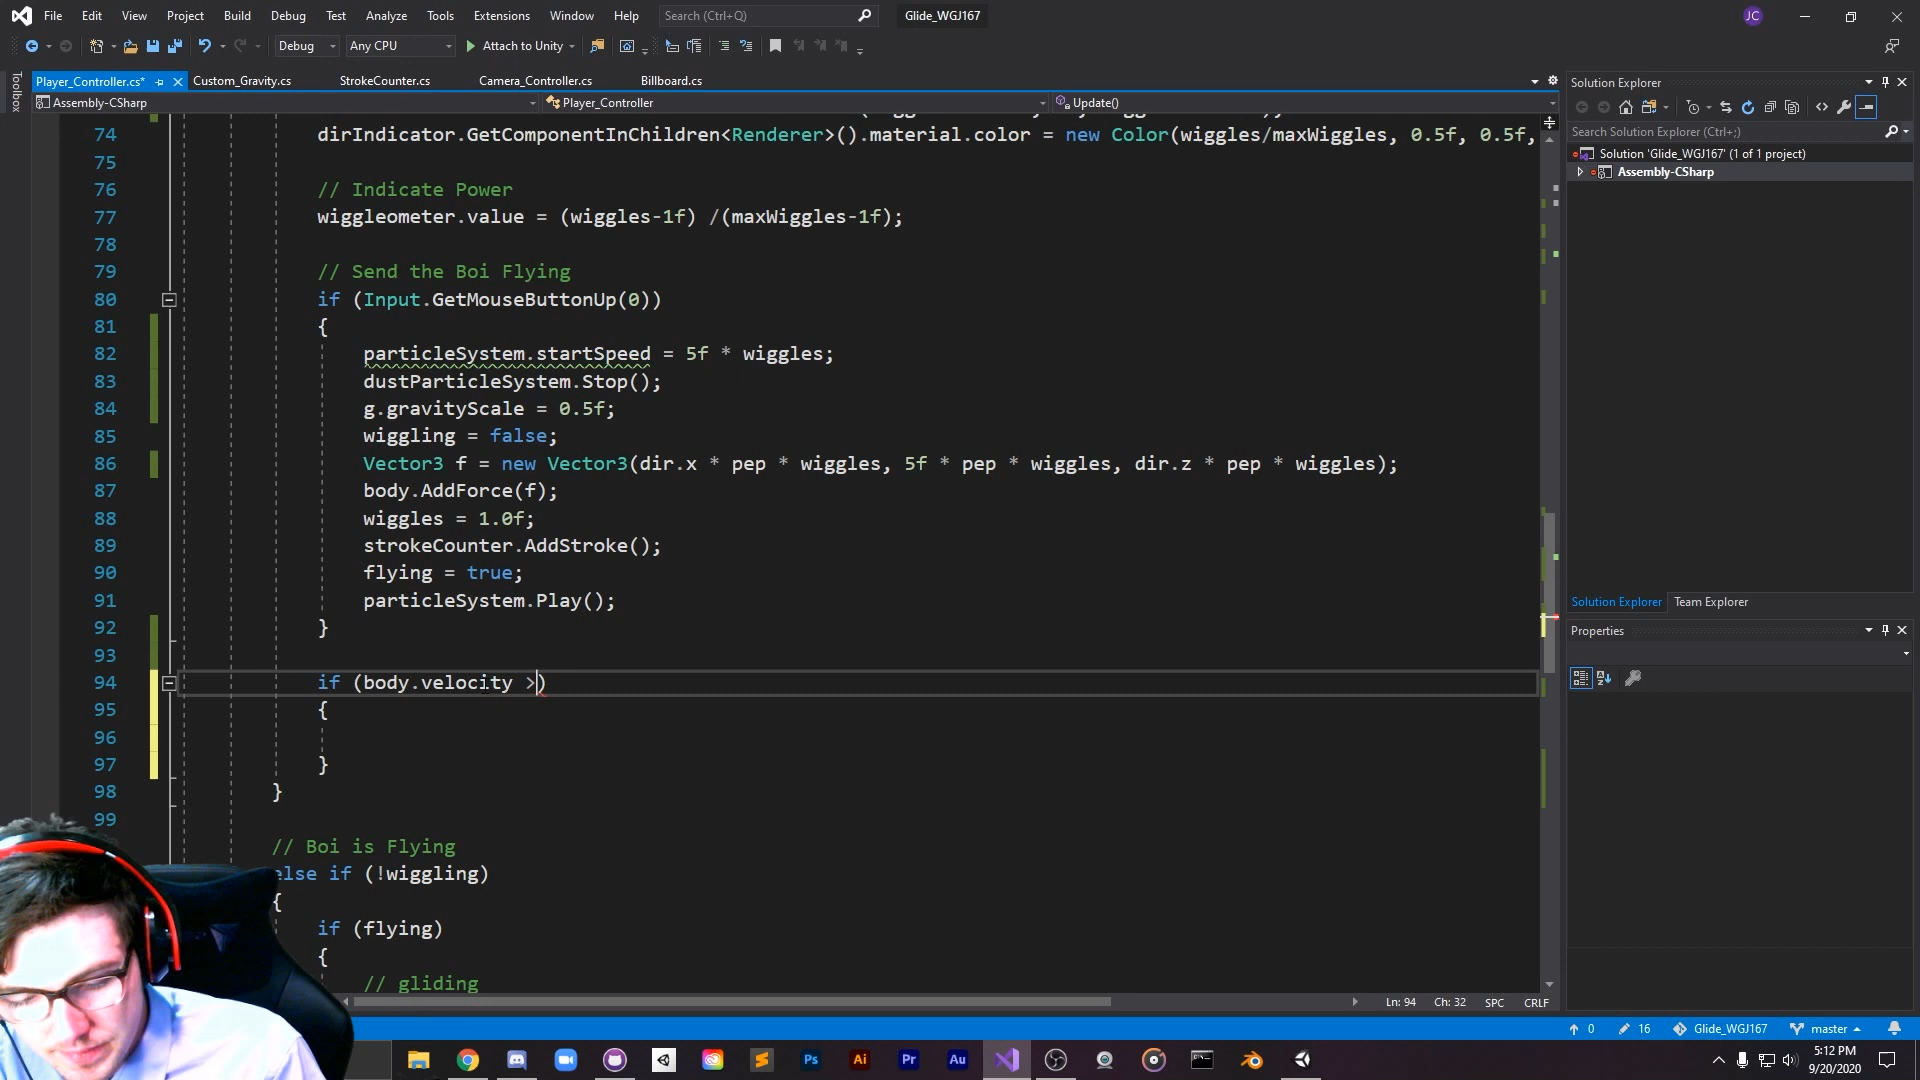 File Edit View Project Build Debug Test Analyze Tools Extensions Window Help Search (Ctrl+Q) Glide_WGJ167 JC
Debug Any CPU Attach to Unity
Toolbox
Player_Controller.cs* Custom_Gravity.cs StrokeCounter.cs Camera_Controller.cs Billboard.cs
Assembly-CSharp Player_Controller Update()
74 dirIndicator.GetComponentInChildren<Renderer>().material.color = new Color(wiggles/maxWiggles, 0.5f, 0.5f,
75
76 // Indicate Power
77 wiggleometer.value = (wiggles-1f) /(maxWiggles-1f);
78
79 // Send the Boi Flying
80 if (Input.GetMouseButtonUp(0))
81 {
82 particleSystem.startSpeed = 5f * wiggles;
83 dustParticleSystem.Stop();
84 g.gravityScale = 0.5f;
85 wiggling = false;
86 Vector3 f = new Vector3(dir.x * pep * wiggles, 5f * pep * wiggles, dir.z * pep * wiggles);
87 body.AddForce(f);
88 wiggles = 1.0f;
89 strokeCounter.AddStroke();
90 flying = true;
91 particleSystem.Play();
92 }
93
94 if (body.velocity >)
95 {
96
97 }
98 }
99
// Boi is Flying
else if (!wiggling)
{
if (flying)
{
// gliding
Ln: 94 Ch: 32 SPC CRLF
Solution Explorer
Search Solution Explorer (Ctrl+;)
Solution 'Glide_WGJ167' (1 of 1 project)
Assembly-CSharp
Solution Explorer Team Explorer
Properties
0 16 Glide_WGJ167 master
Ps Ai Pr Au
5:12 PM
9/20/2020